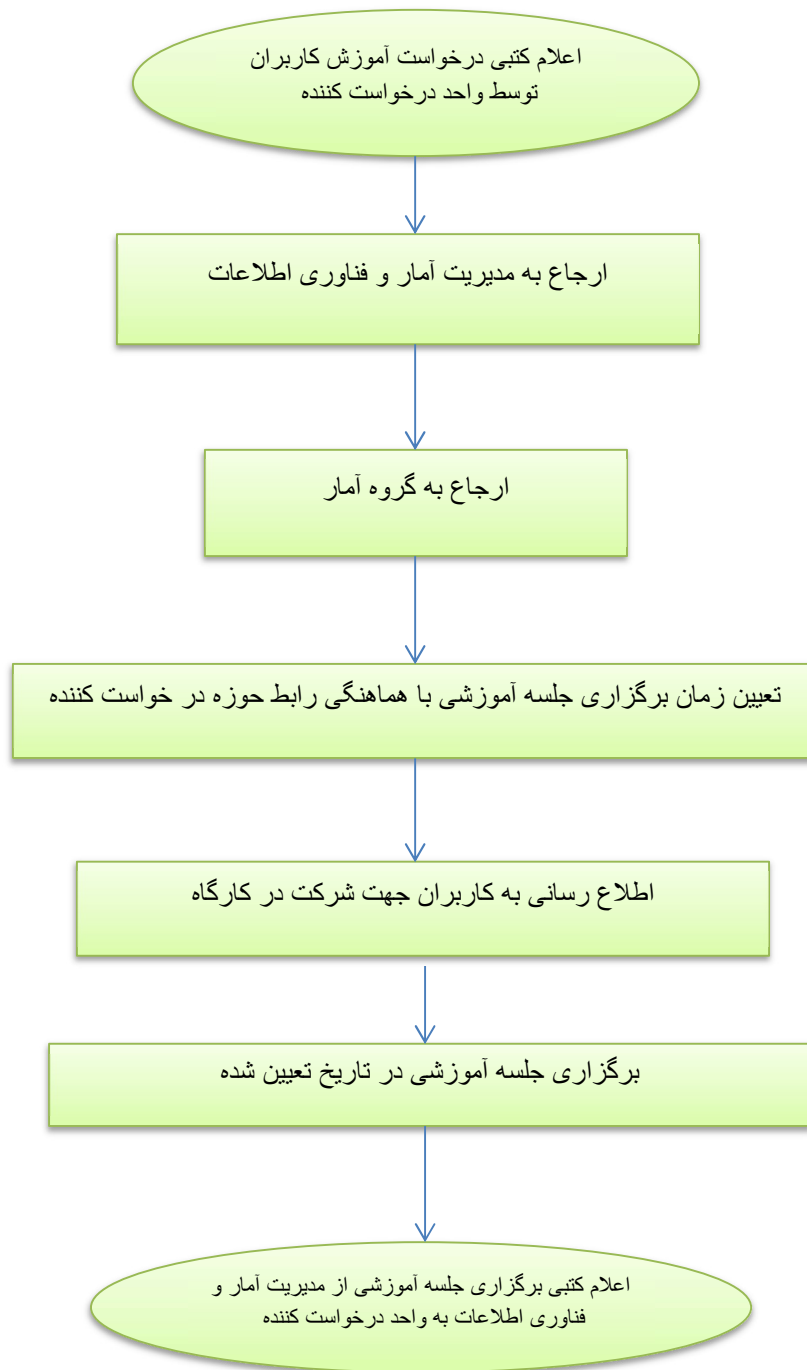 اعلام کتبی درخواست آموزش کاربران
توسط واحد درخواست کننده
ارجاع به مدیریت آمار و فناوری اطلاعات
ارجاع به گروه آمار
تعیین زمان برگزاری جلسه آموزشی با هماهنگی رابط حوزه در خواست کننده
اطلاع رسانی به کاربران جهت شرکت در کارگاه
برگزاری جلسه آموزشی در تاریخ تعیین شده
اعلام کتبی برگزاری جلسه آموزشی از مدیریت آمار و
فناوری اطلاعات به واحد درخواست کننده